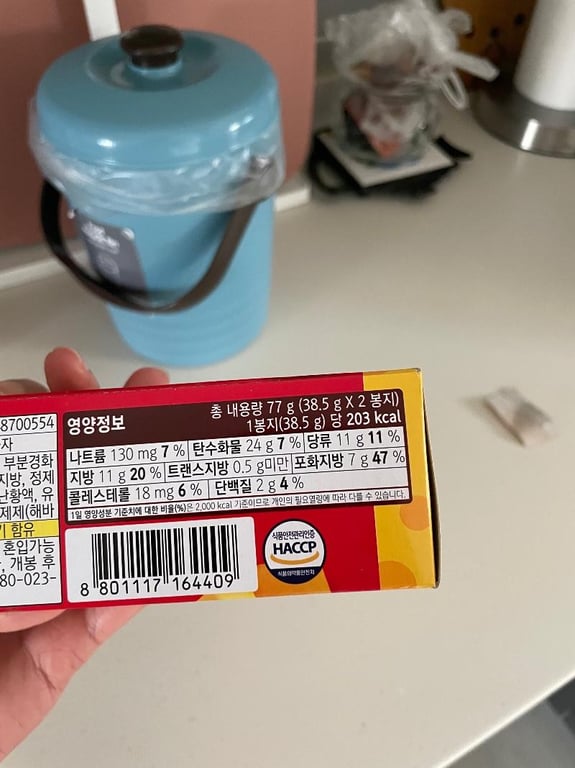 8700554
자
부분경화
지방, 정제
난황액, 유
제제(해바
기 함유
혼입가능
, 개봉 후
80-023-
영양정보
총 내용량 77 g (38.5 g X 2 봉지)
1봉지(38.5 g) 당 203 kcal
나트륨 130 mg 7 % 탄수화물 24 g 7 % 당류 11 g 11 %
지방 11 g 20 % 트랜스지방 0.5 g미만 포화지방 7 g 47 %
콜레스테롤 18 mg 6 % 단백질 2 g 4 %
1일 영양성분 기준치에 대한 비율(%)은 2,000 kcal 기준이므로 개인의 필요열량에 따라 다를 수 있습니다.
8 801117 164409
식품안전관리인증
HACCP
식품의약품안전처